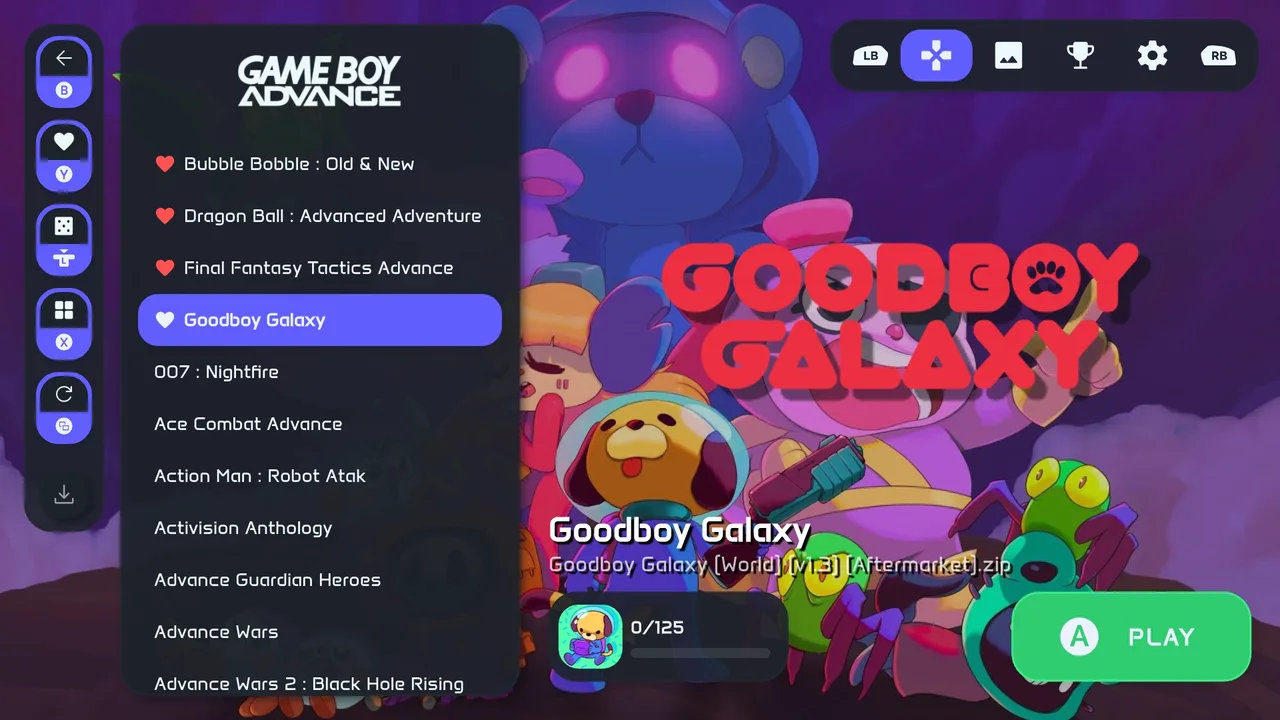 B
Y
L
X
GAME BOY
ADVANCE
Bubble Bobble : Old & New
Dragon Ball : Advanced Adventure
Final Fantasy Tactics Advance
Goodboy Galaxy
007 : Nightfire
Ace Combat Advance
Action Man : Robot Atak
Activision Anthology
Advance Guardian Heroes
Advance Wars
Advance Wars 2 : Black Hole Rising
LB
RB
GOODBOY
GALAXY
Goodboy Galaxy
Goodboy Galaxy [World] [v1.3] [Aftermarket].zip
0/125
A PLAY